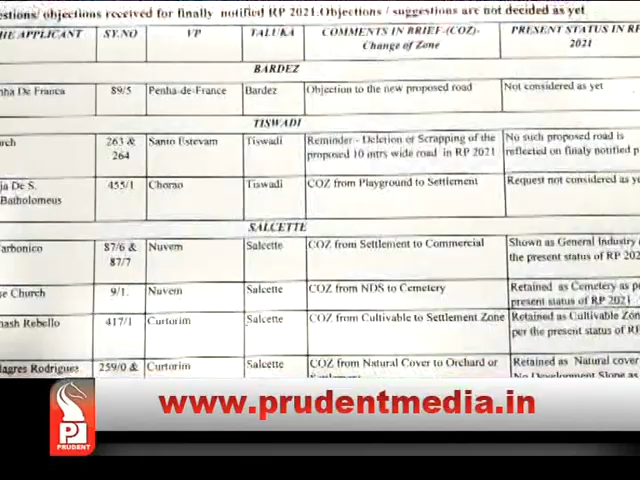 estions/ objections received for finally notified RP 2021.Objections / suggestions are not decided as yet
HE APPLICANT SY.NO VP TALUKA COMMENTS IN BRIEF-(COZ)- PRESENT STATUS IN RP
Change of Zone 2021
BARDEZ
nha De Franca 89/5 Penha-de-France Bardez Objection to the new proposed road Not considered as yet
TISWADI
urch 263 & Santo Estevam Tiswadi Reminder - Deletion or Scrapping of the No such proposed road is
264 proposed 10 mtrs wide road in RP 2021 reflected on finaly notified p
ja De S. 455/1 Chorao Tiswadi COZ from Playground to Settlement Request not considered as ye
Batholomeus
SALCETTE
arbonico 87/6 & Nuvem Salcette COZ from Settlement to Commercial Shown as General Industry
87/7 the present status of RP 202
se Church 9/1. Nuvem Salcette COZ from NDS to Cemetery Retained as Cemetery as p
present status of RP 2021
nash Rebello 417/1 Curtorim Salcette COZ from Cultivable to Settlement Zone Retained as Cultivable Zon
per the present status of RP
lagres Rodrigues 259/0 & Curtorim Salcette COZ from Natural Cover to Orchard or Retained as Natural cover
No Development Slope as
www.prudentmedia.in
PRUDENT